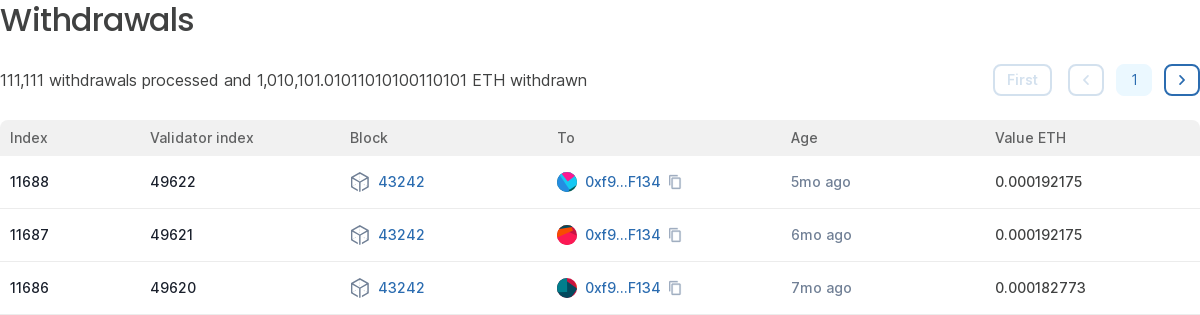 Withdrawals
111,111 withdrawals processed and 1,010,101.01011010100110101 ETH withdrawn First 1
Index Validator index Block To Age Value ETH
11688 49622 43242 0xf9...F134 5mo ago 0.000192175
11687 49621 43242 0xf9...F134 6mo ago 0.000192175
11686 49620 43242 0xf9...F134 7mo ago 0.000182773